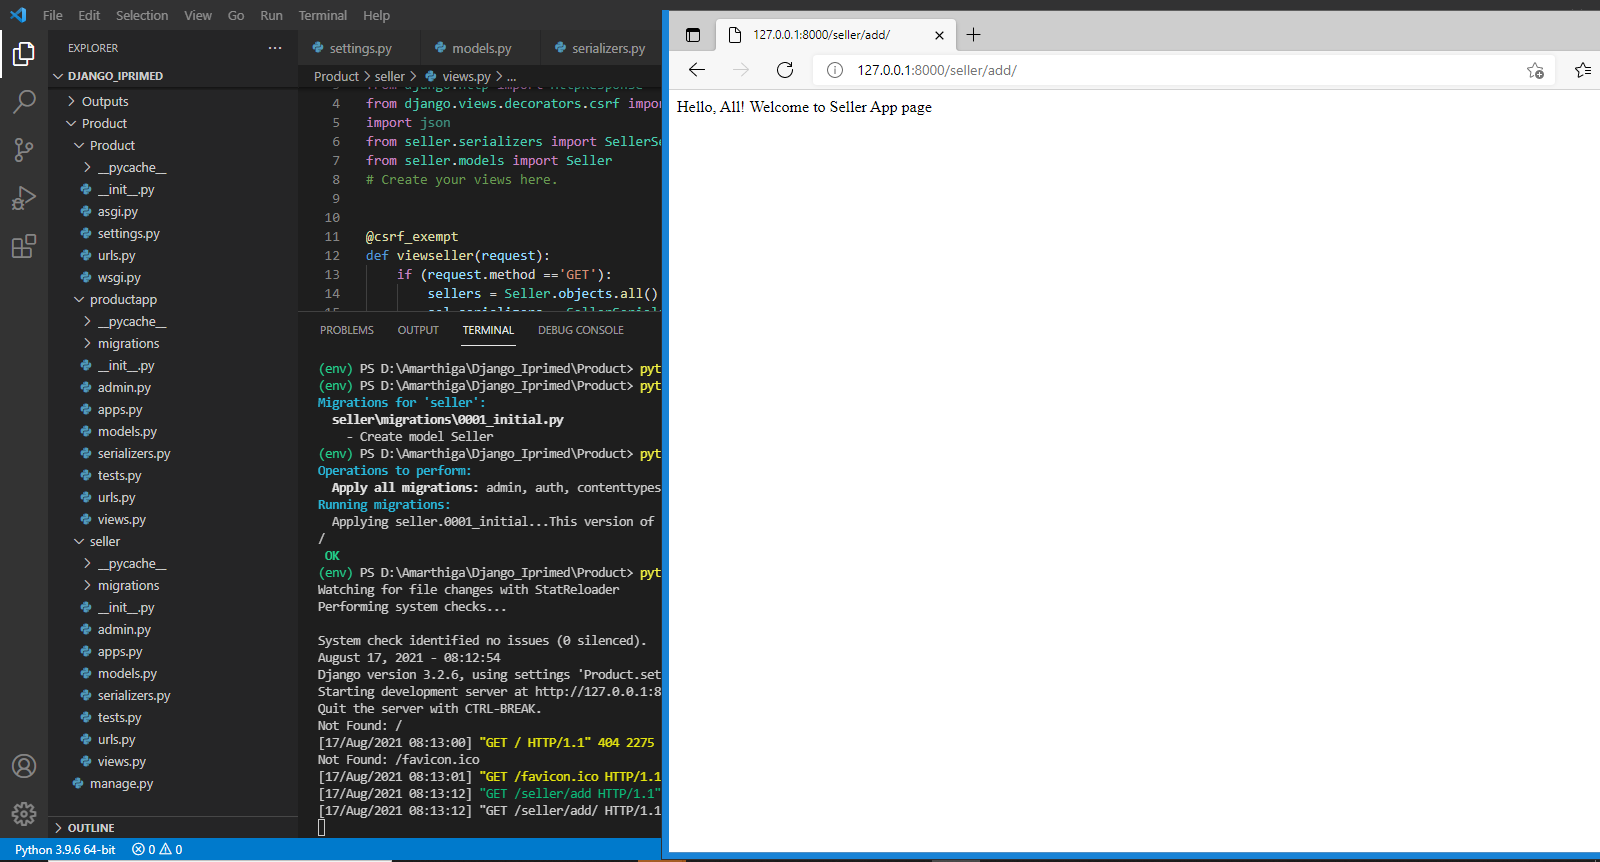 File Edit Selection View Go Run Terminal Help
EXPLORER
DJANGO_IPRIMED
Outputs
Product
Product
__pycache__
__init__.py
asgi.py
settings.py
urls.py
wsgi.py
productapp
__pycache__
migrations
__init__.py
admin.py
apps.py
models.py
serializers.py
tests.py
urls.py
views.py
seller
__pycache__
migrations
__init__.py
admin.py
apps.py
models.py
serializers.py
tests.py
urls.py
views.py
manage.py
OUTLINE
Python 3.9.6 64-bit 0 0
settings.py models.py serializers.py
Product > seller > views.py > ...
3 from django.http import HttpResponse
4 from django.views.decorators.csrf impor
5 import json
6 from seller.serializers import SellerSe
7 from seller.models import Seller
8 # Create your views here.
9
10
11 @csrf_exempt
12 def viewseller(request):
13 if (request.method =='GET'):
14 sellers = Seller.objects.all()
PROBLEMS OUTPUT TERMINAL DEBUG CONSOLE
(env) PS D:\Amarthiga\Django_Iprimed\Product> pyt
(env) PS D:\Amarthiga\Django_Iprimed\Product> pyt
Migrations for 'seller':
seller\migrations\0001_initial.py
- Create model Seller
(env) PS D:\Amarthiga\Django_Iprimed\Product> pyt
Operations to perform:
Apply all migrations: admin, auth, contenttypes
Running migrations:
Applying seller.0001_initial...This version of
/
OK
(env) PS D:\Amarthiga\Django_Iprimed\Product> pyt
Watching for file changes with StatReloader
Performing system checks...
System check identified no issues (0 silenced).
August 17, 2021 - 08:12:54
Django version 3.2.6, using settings 'Product.set
Starting development server at http://127.0.0.1:8
Quit the server with CTRL-BREAK.
Not Found: /
[17/Aug/2021 08:13:00] "GET / HTTP/1.1" 404 2275
Not Found: /favicon.ico
[17/Aug/2021 08:13:01] "GET /favicon.ico HTTP/1.1
[17/Aug/2021 08:13:12] "GET /seller/add HTTP/1.1"
[17/Aug/2021 08:13:12] "GET /seller/add/ HTTP/1.1
127.0.0.1:8000/seller/add/
127.0.0.1:8000/seller/add/
Hello, All! Welcome to Seller App page